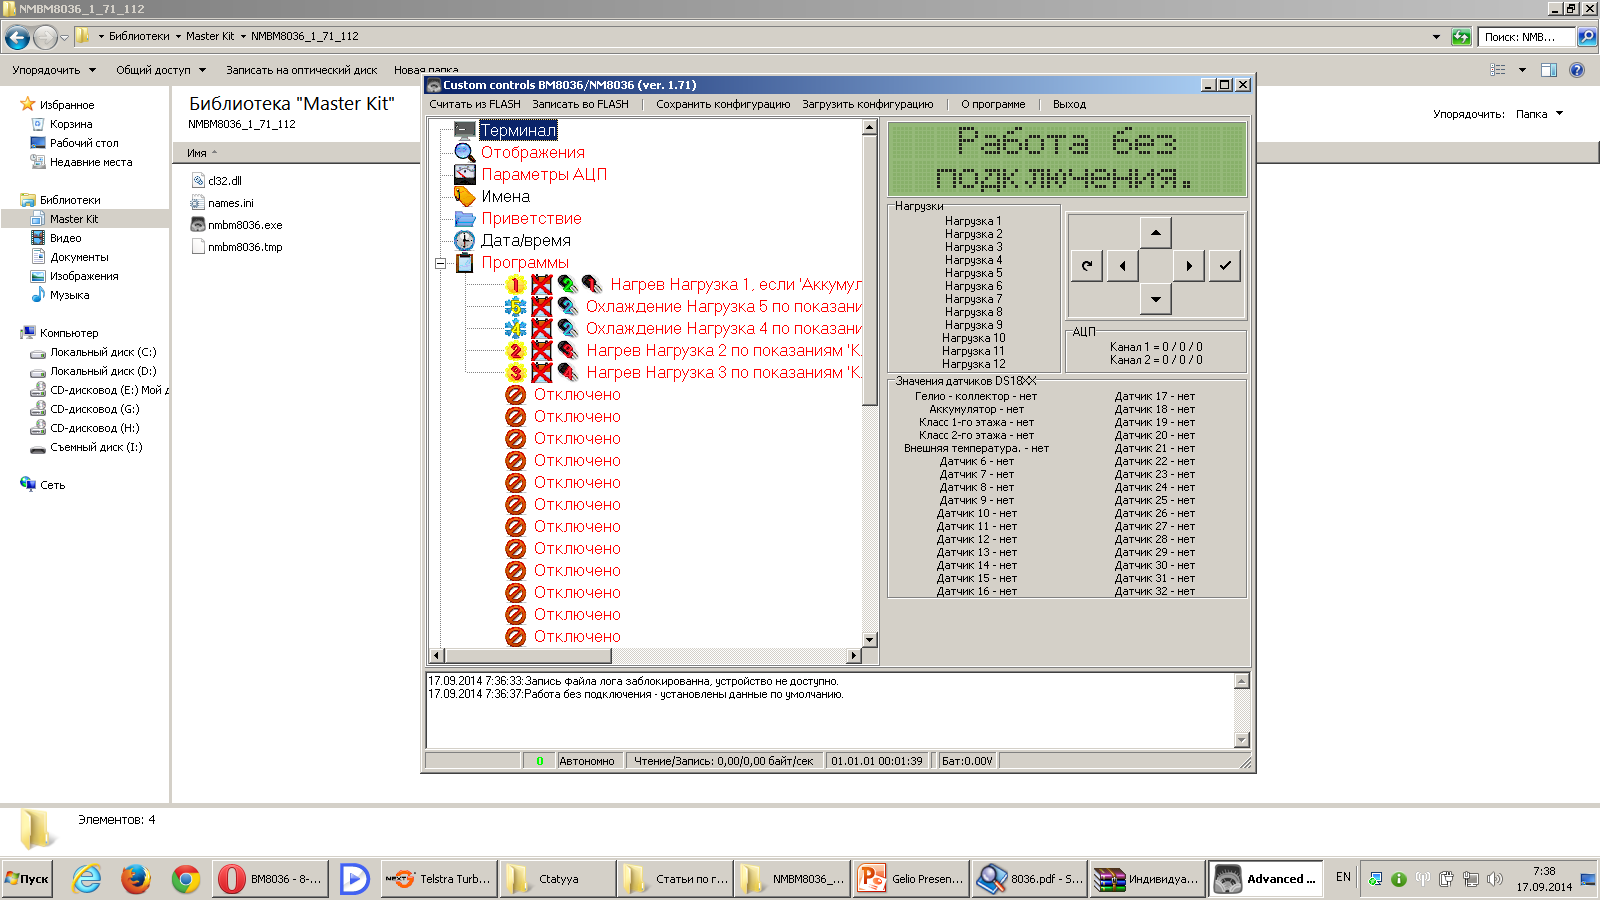 NMBM8036_1_71_112
Библиотеки Master Kit NMBM8036_1_71_112
Поиск: NMB...
Упорядочить Общий доступ Записать на оптический диск Новая папка
Избранное
Корзина
Рабочий стол
Недавние места
Библиотеки
Master Kit
Видео
Документы
Изображения
Музыка
Компьютер
Локальный диск (C:)
Локальный диск (D:)
CD-дисковод (E:) Мой д
CD-дисковод (G:)
CD-дисковод (H:)
Съемный диск (I:)
Сеть
Библиотека "Master Kit"
NMBM8036_1_71_112
Упорядочить: Папка
Имя
cl32.dll
names.ini
nmbm8036.exe
nmbm8036.tmp
Custom controls BM8036/NM8036 (ver. 1.71)
Считать из FLASH Записать во FLASH Сохранить конфигурацию Загрузить конфигурацию О программе Выход
Терминал
Отображения
Параметры АЦП
Имена
Приветствие
Дата/время
Программы
1 2 1 Нагрев Нагрузка 1, если 'Аккумул
5 2 Охлаждение Нагрузка 5 по показани
4 2 Охлаждение Нагрузка 4 по показани
2 3 Нагрев Нагрузка 2 по показаниям 'К.
3 4 Нагрев Нагрузка 3 по показаниям 'К.
Отключено
Отключено
Отключено
Отключено
Отключено
Отключено
Отключено
Отключено
Отключено
Отключено
Отключено
Отключено
Работа без
подключения.
Нагрузки
Нагрузка 1
Нагрузка 2
Нагрузка 3
Нагрузка 4
Нагрузка 5
Нагрузка 6
Нагрузка 7
Нагрузка 8
Нагрузка 9
Нагрузка 10
Нагрузка 11
Нагрузка 12
АЦП
Канал 1 = 0 / 0 / 0
Канал 2 = 0 / 0 / 0
Значения датчиков DS18XX
Гелио - коллектор - нет
Аккумулятор - нет
Класс 1-го этажа - нет
Класс 2-го этажа - нет
Внешняя температура. - нет
Датчик 6 - нет
Датчик 7 - нет
Датчик 8 - нет
Датчик 9 - нет
Датчик 10 - нет
Датчик 11 - нет
Датчик 12 - нет
Датчик 13 - нет
Датчик 14 - нет
Датчик 15 - нет
Датчик 16 - нет
Датчик 17 - нет
Датчик 18 - нет
Датчик 19 - нет
Датчик 20 - нет
Датчик 21 - нет
Датчик 22 - нет
Датчик 23 - нет
Датчик 24 - нет
Датчик 25 - нет
Датчик 26 - нет
Датчик 27 - нет
Датчик 28 - нет
Датчик 29 - нет
Датчик 30 - нет
Датчик 31 - нет
Датчик 32 - нет
17.09.2014 7:36:33:Запись файла лога заблокированна, устройство не доступно.
17.09.2014 7:36:37:Работа без подключения - установлены данные по умолчанию.
0 Автономно Чтение/Запись: 0,00/0,00 байт/сек 01.01.01 00:01:39 Бат:0.00V
Элементов: 4
Пуск BM8036 - 8-... Telstra Turb... Статуya Статьи по г... NMBM8036_... Gelio Presen... 8036.pdf - S... Индивидуа... Advanced ... EN 7:38
17.09.2014